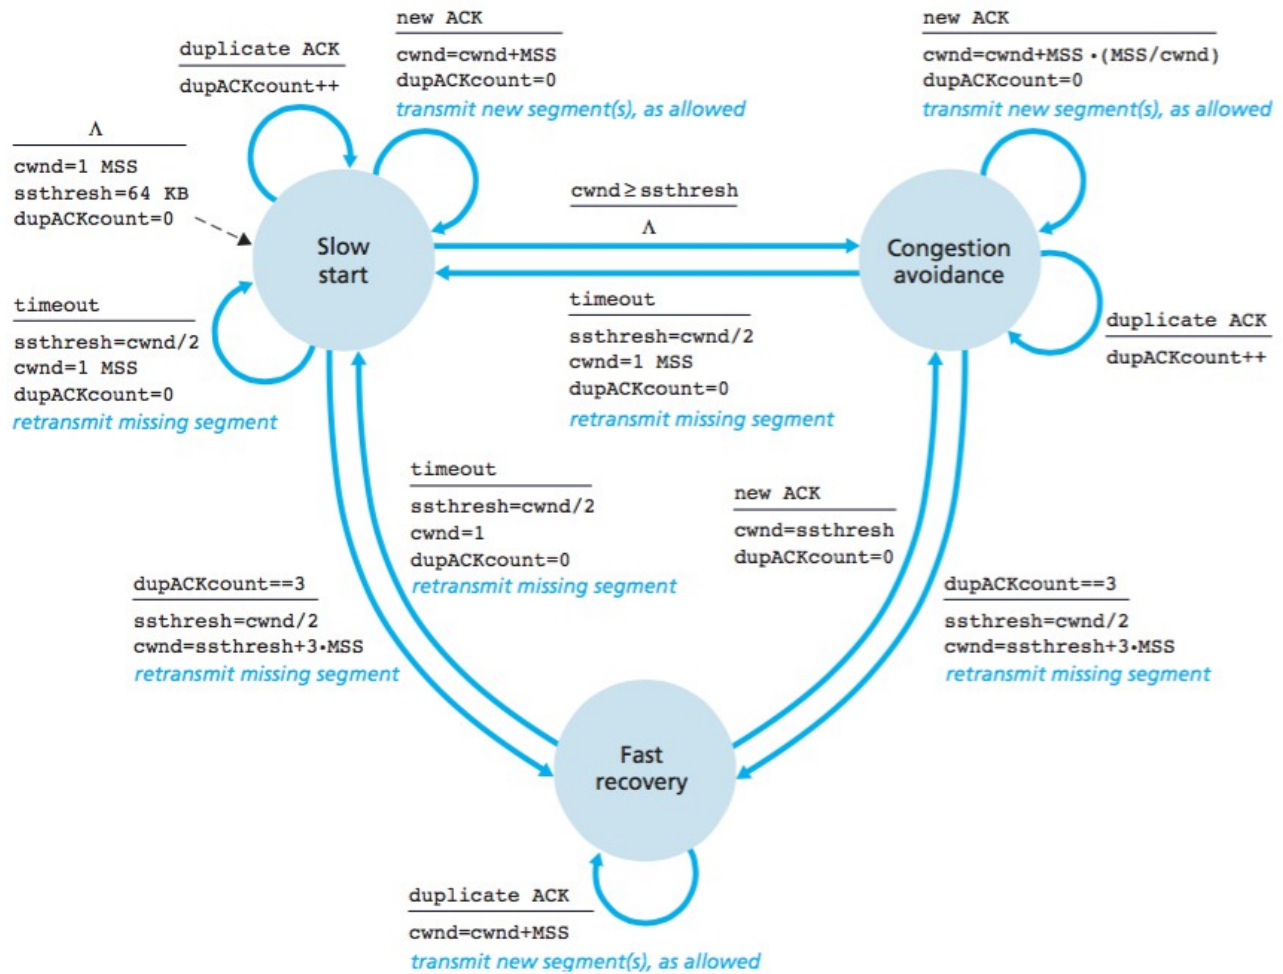 new ACK
cwnd=cwnd+MSS
dupACKcount=0
transmit new segment(s), as allowed
new ACK
cwnd=cwnd+MSS •(MSS/cwnd)
dupACKcount=0
transmit new segment(s), as allowed
duplicate ACK
dupACKcount++
Λ
cwnd=1 MSS
ssthresh=64 KB
dupACKcount=0
cwnd≥ssthresh
Λ
Slow
start
Congestion
avoidance
timeout
ssthresh=cwnd/2
cwnd=1 MSS
dupACKcount=0
retransmit missing segment
timeout
ssthresh=cwnd/2
cwnd=1 MSS
dupACKcount=0
retransmit missing segment
duplicate ACK
dupACKcount++
timeout
ssthresh=cwnd/2
cwnd=1
dupACKcount=0
retransmit missing segment
new ACK
cwnd=ssthresh
dupACKcount=0
dupACKcount==3
ssthresh=cwnd/2
cwnd=ssthresh+3•MSS
retransmit missing segment
dupACKcount==3
ssthresh=cwnd/2
cwnd=ssthresh+3•MSS
retransmit missing segment
Fast
recovery
duplicate ACK
cwnd=cwnd+MSS
transmit new segment(s), as allowed